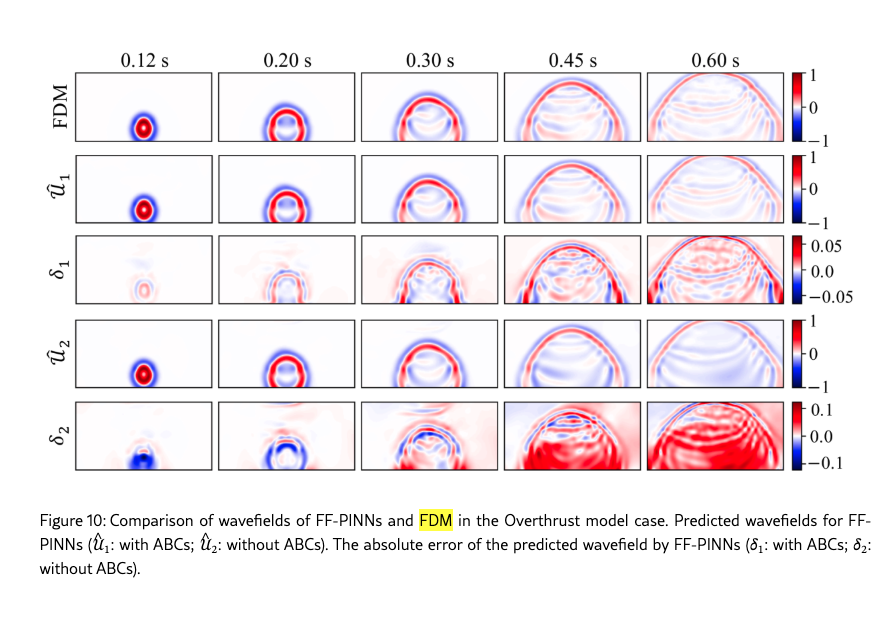 0.12 s 0.20 s 0.30 s 0.45 s 0.60 s
FDM 1 0 −1
û₁ 1 0 −1
δ₁ 0.05 0.0 −0.05
û₂ 1 0 −1
δ₂ 0.1 0.0 −0.1
Figure 10: Comparison of wavefields of FF-PINNs and FDM in the Overthrust model case. Predicted wavefields for FF-
PINNs (û₁: with ABCs; û₂: without ABCs). The absolute error of the predicted wavefield by FF-PINNs (δ₁: with ABCs; δ₂:
without ABCs).